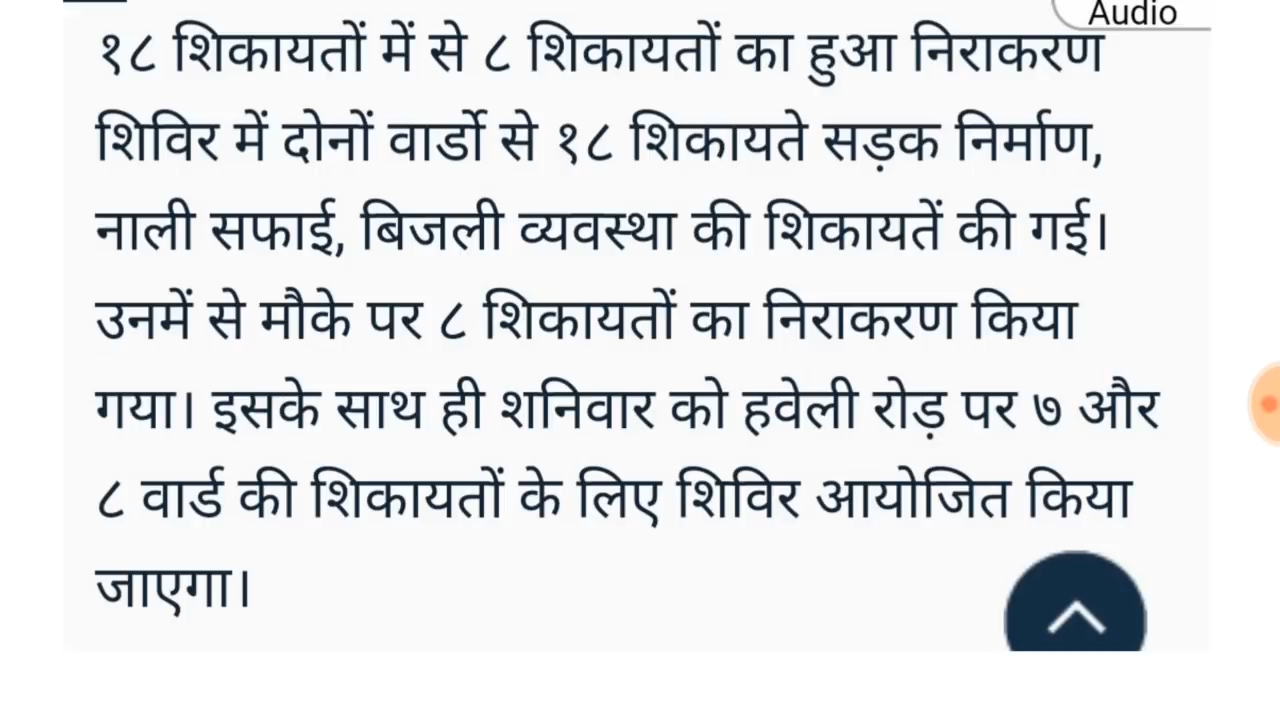 Audio
१८ शिकायतों में से ८ शिकायतों का हुआ निराकरण
शिविर में दोनों वार्डो से १८ शिकायते सड़क निर्माण,
नाली सफाई, बिजली व्यवस्था की शिकायतें की गई।
उनमें से मौके पर ८ शिकायतों का निराकरण किया
गया। इसके साथ ही शनिवार को हवेली रोड़ पर ७ और
८ वार्ड की शिकायतों के लिए शिविर आयोजित किया
जाएगा।